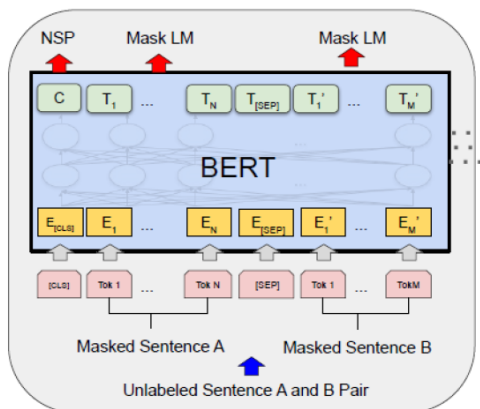 NSP Mask LM Mask LM
C T1 ... TN T[SEP] T1' ... TM'
BERT
E[CLS] E1 ... EN E[SEP] E1' ... EM'
[CLS] Tok 1 ... Tok N [SEP] Tok 1 ... TokM
Masked Sentence A Masked Sentence B
Unlabeled Sentence A and B Pair